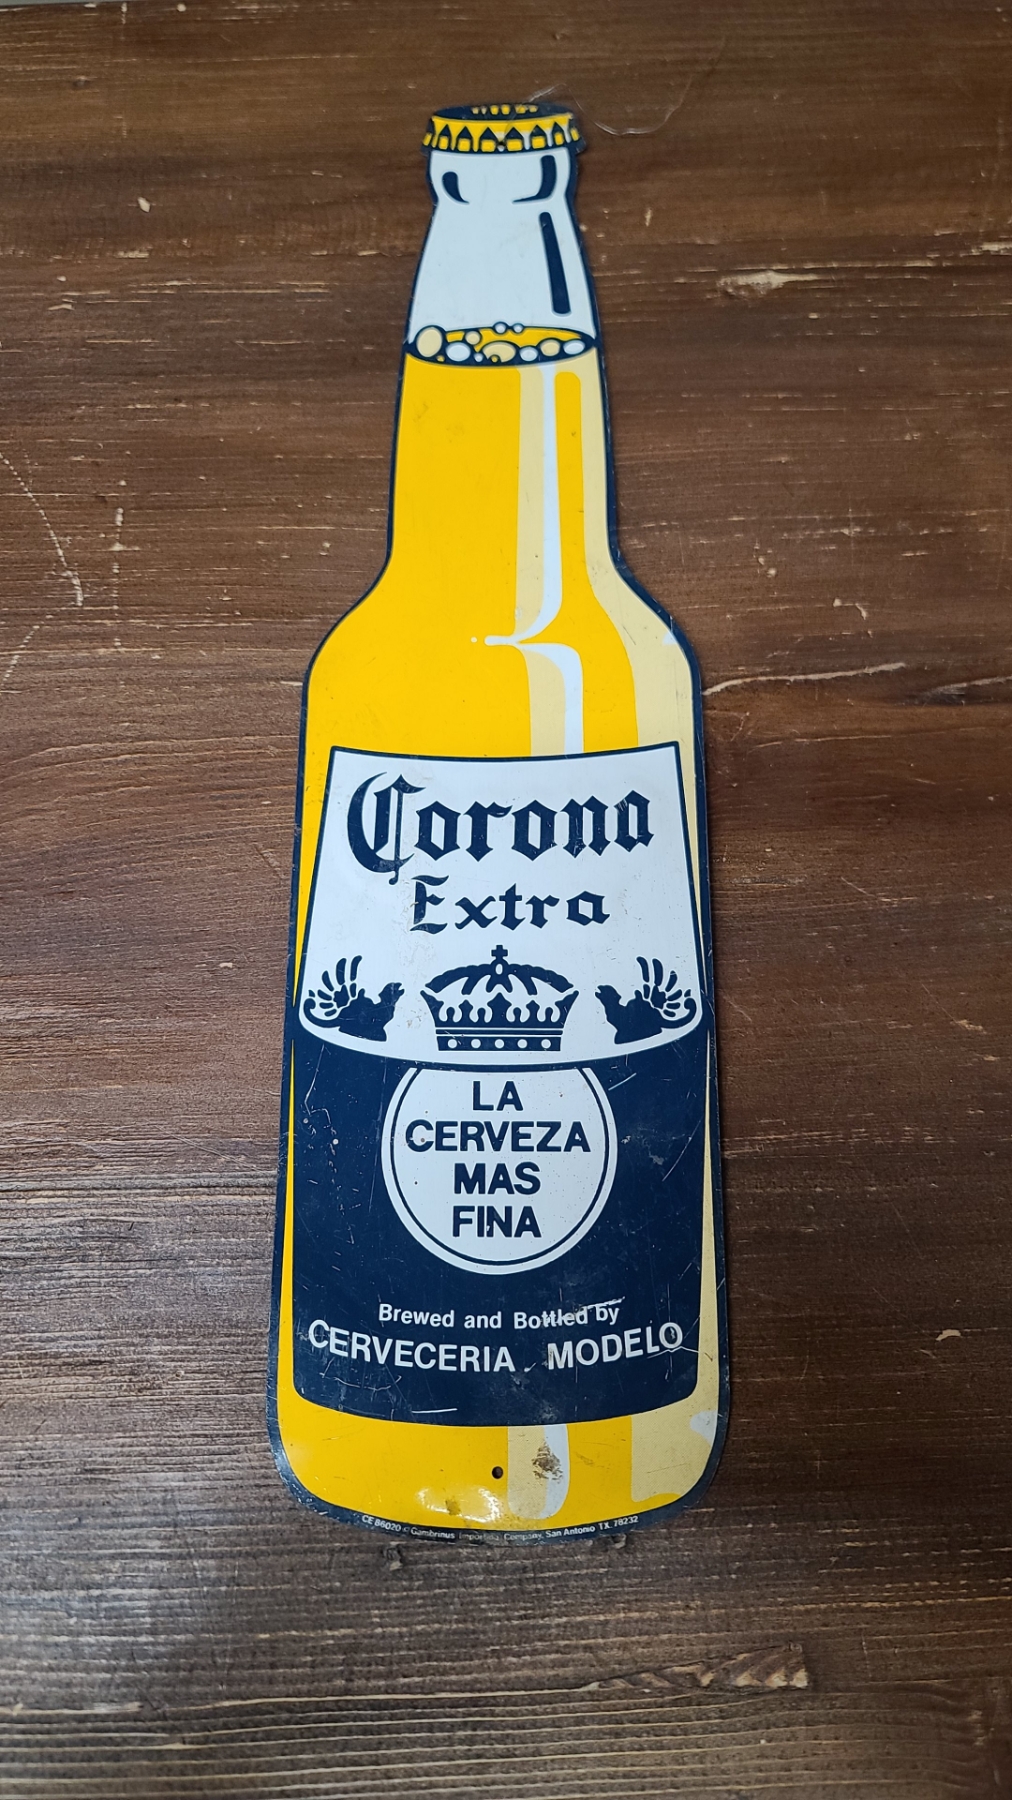 Corona
Extra
LA
CERVEZA
MAS
FINA
Brewed and Bottled by
CERVECERIA MODELO
CE 86020 © Gambrinus Importing Company, San Antonio TX. 78232